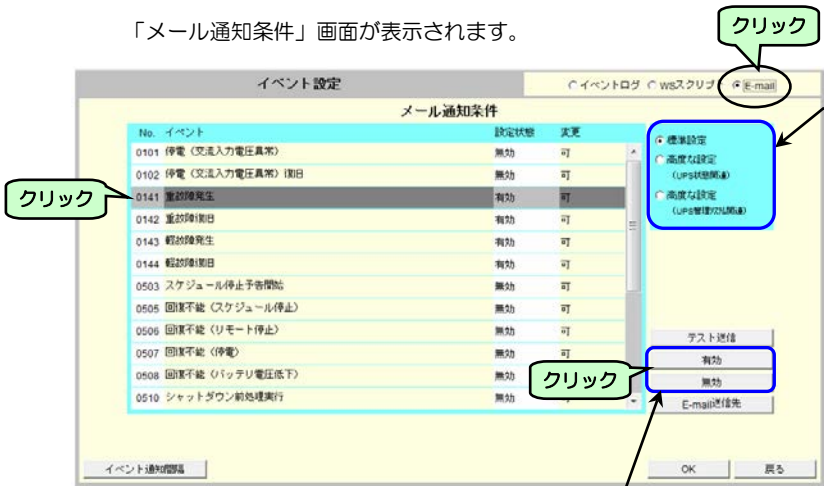 「メール通知条件」画面が表示されます。
クリック
イベント設定
イベントログ WSスクリプト E-mail
メール通知条件
No. イベント 設定状態 変更
0101 停電（交流入力電圧異常） 無効 可
0102 停電（交流入力電圧異常）復旧 無効 可
クリック
0141 重故障発生 有効 可
0142 重故障復旧 有効 可
0143 軽故障発生 有効 可
0144 軽故障復旧 有効 可
0503 スケジュール停止予告開始 無効 可
0505 回復不能（スケジュール停止） 無効 可
0506 回復不能（リモート停止） 無効 可
0507 回復不能（停電） 無効 可
0508 回復不能（バッテリ電圧低下） 無効
0510 シャットダウン前処理実行 無効 可
標準設定
高度な設定
（UPS状態関連）
高度な設定
（UPS管理ｼｽﾃﾑ関連）
テスト送信
クリック
有効
無効
E-mail送信先
イベント通知間隔
OK 戻る